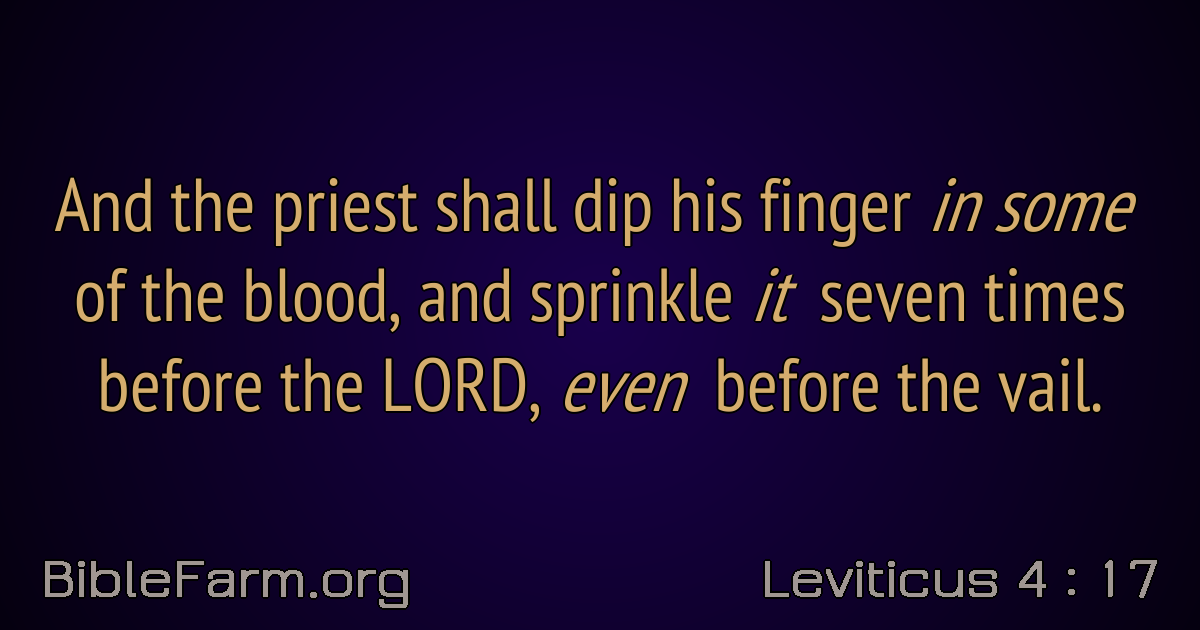 And the priest shall dip his finger in some
of the blood, and sprinkle it seven times
before the LORD, even before the vail.
BibleFarm.org
Leviticus 4 : 17